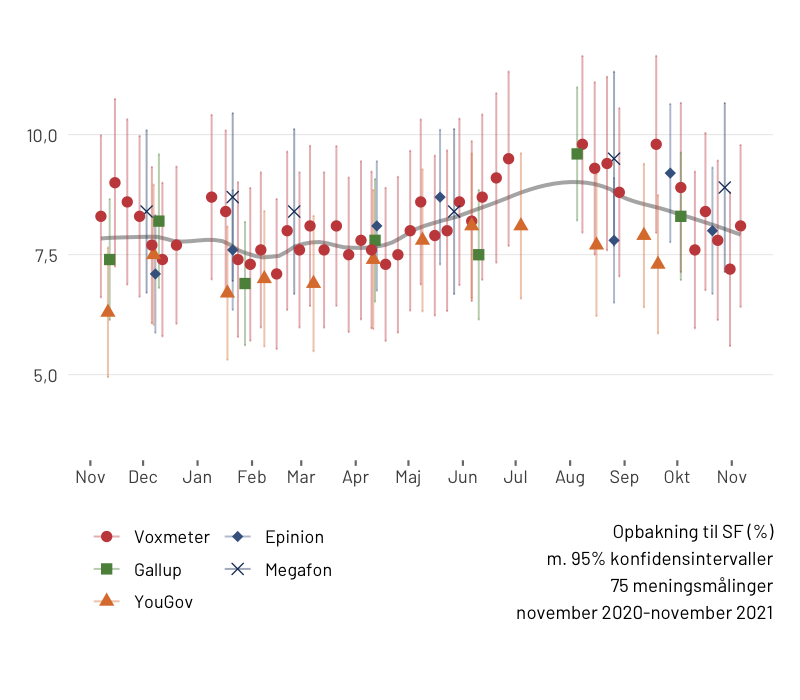 10,0
7,5
5,0
Nov Dec Jan Feb Mar Apr Maj Jun Jul Aug Sep Okt Nov
Voxmeter Epinion
Gallup Megafon
YouGov
Opbakning til SF (%)
m. 95% konfidensintervaller
75 meningsmålinger
november 2020-november 2021